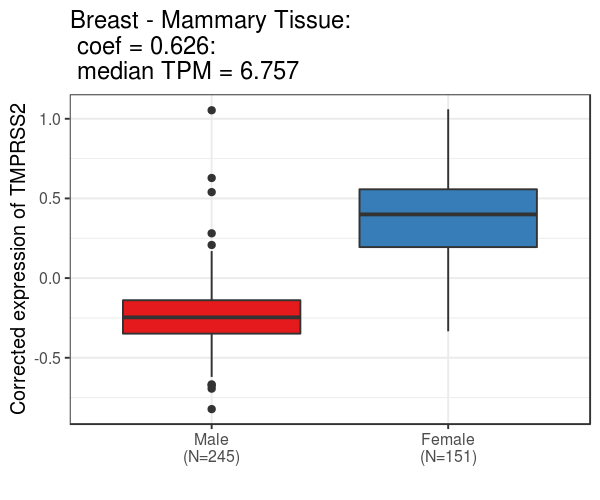 Breast - Mammary Tissue:
coef = 0.626:
median TPM = 6.757
Corrected expression of TMPRSS2
1.0
0.5
0.0
-0.5
Male
(N=245)
Female
(N=151)